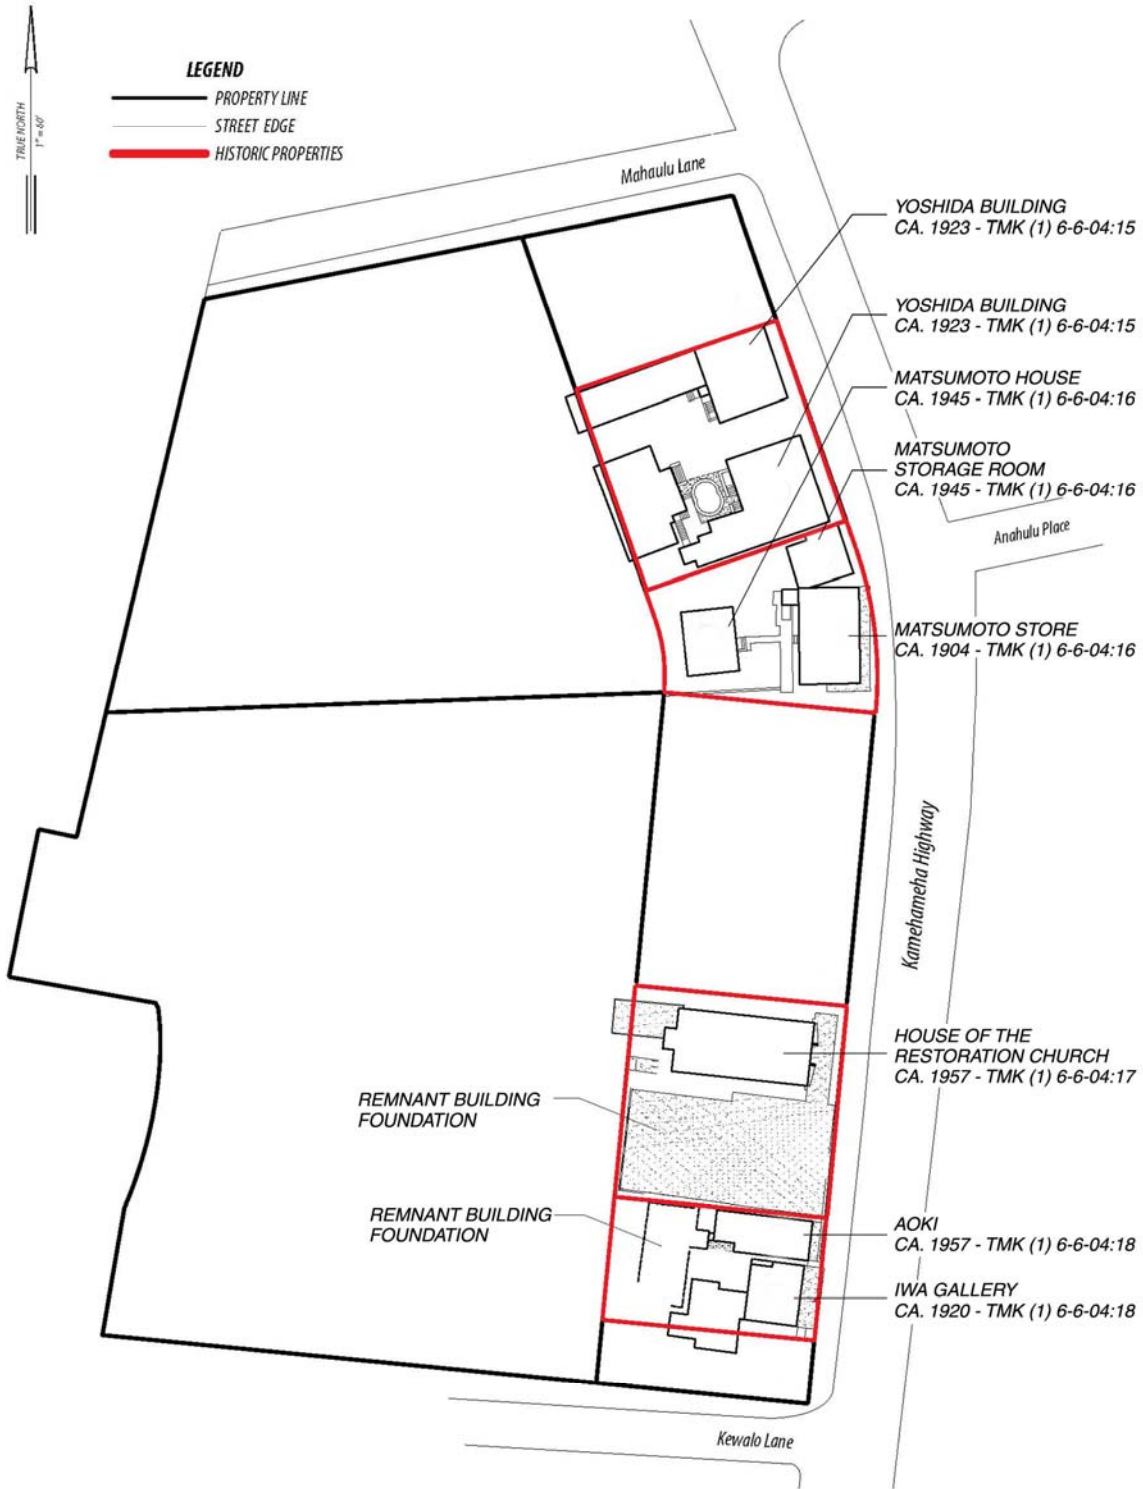 TRUE NORTH
1" = 60'
LEGEND
PROPERTY LINE
STREET EDGE
HISTORIC PROPERTIES
Mahaulu Lane
YOSHIDA BUILDING
CA. 1923 - TMK (1) 6-6-04:15
YOSHIDA BUILDING
CA. 1923 - TMK (1) 6-6-04:15
MATSUMOTO HOUSE
CA. 1945 - TMK (1) 6-6-04:16
MATSUMOTO
STORAGE ROOM
CA. 1945 - TMK (1) 6-6-04:16
Anahulu Place
MATSUMOTO STORE
CA. 1904 - TMK (1) 6-6-04:16
Kamehameha Highway
HOUSE OF THE
RESTORATION CHURCH
CA. 1957 - TMK (1) 6-6-04:17
REMNANT BUILDING
FOUNDATION
REMNANT BUILDING
FOUNDATION
AOKI
CA. 1957 - TMK (1) 6-6-04:18
IWA GALLERY
CA. 1920 - TMK (1) 6-6-04:18
Kewalo Lane